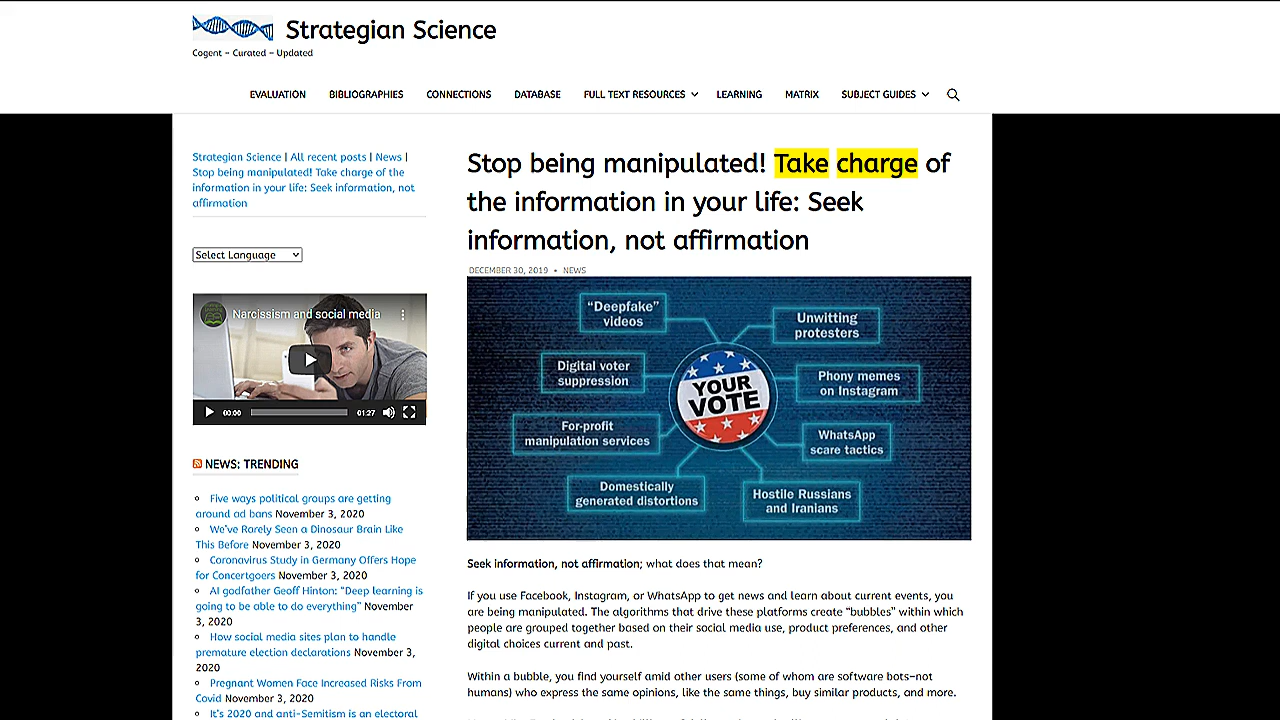 Strategian Science
Cogent – Curated – Updated
EVALUATION BIBLIOGRAPHIES CONNECTIONS DATABASE FULL TEXT RESOURCES LEARNING MATRIX SUBJECT GUIDES
Strategian Science | All recent posts | News |
Stop being manipulated! Take charge of the
information in your life: Seek information, not
affirmation
Select Language
Narcissism and social media
00:00 01:27
NEWS: TRENDING
Five ways political groups are getting
around ad bans November 3, 2020
We've Rarely Seen a Dinosaur Brain Like
This Before November 3, 2020
Coronavirus Study in Germany Offers Hope
for Concertgoers November 3, 2020
AI godfather Geoff Hinton: “Deep learning is
going to be able to do everything” November
3, 2020
How social media sites plan to handle
premature election declarations November 3,
2020
Pregnant Women Face Increased Risks From
Covid November 3, 2020
It's 2020 and anti-Semitism is an electoral
Stop being manipulated! Take charge of
the information in your life: Seek
information, not affirmation
DECEMBER 30, 2019 • NEWS
“Deepfake”
videos
Unwitting
protesters
Digital voter
suppression
Phony memes
on Instagram
YOUR
VOTE
For-profit
manipulation services
WhatsApp
scare tactics
Domestically
generated distortions
Hostile Russians
and Iranians
Seek information, not affirmation; what does that mean?
If you use Facebook, Instagram, or WhatsApp to get news and learn about current events, you
are being manipulated. The algorithms that drive these platforms create “bubbles” within which
people are grouped together based on their social media use, product preferences, and other
digital choices current and past.
Within a bubble, you find yourself amid other users (some of whom are software bots–not
humans) who express the same opinions, like the same things, buy similar products, and more.